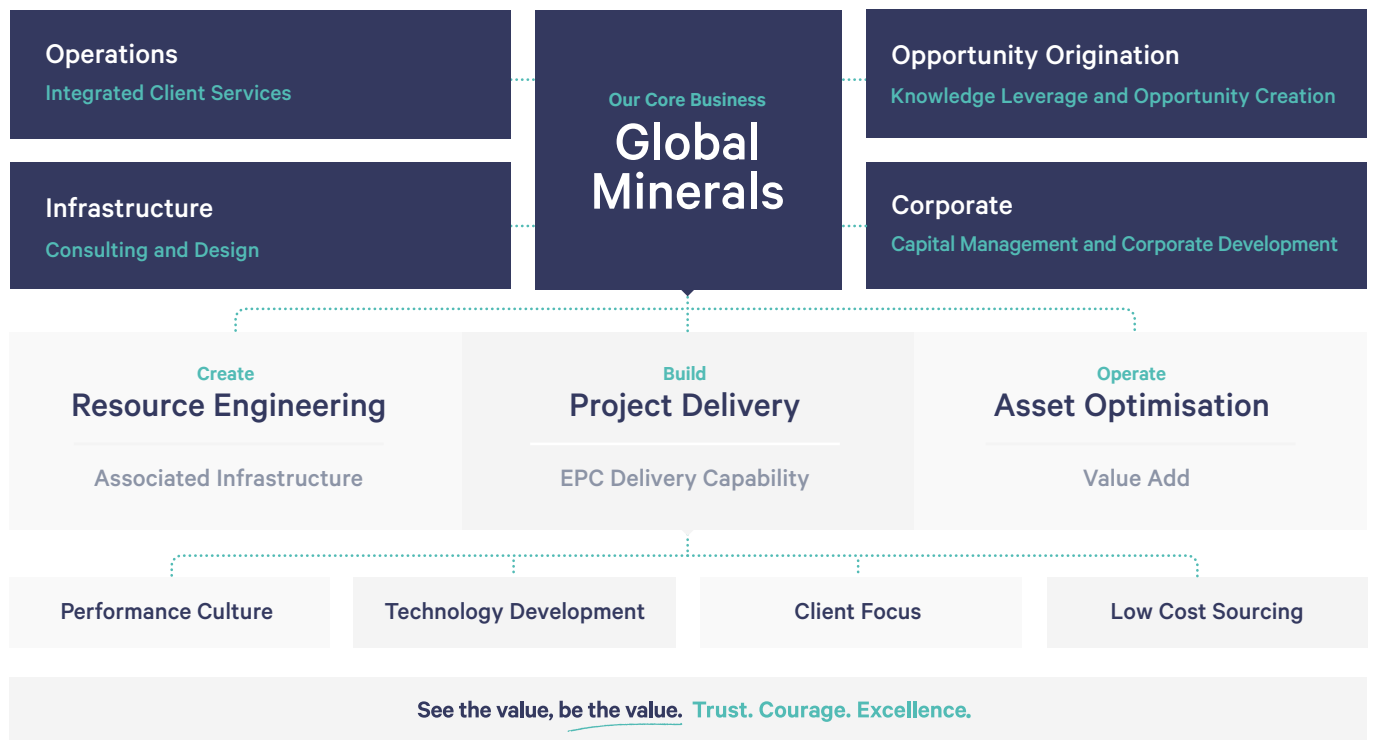 Operations
Integrated Client Services
Infrastructure
Consulting and Design
Our Core Business
Global
Minerals
Opportunity Origination
Knowledge Leverage and Opportunity Creation
Corporate
Capital Management and Corporate Development
Create
Resource Engineering
Associated Infrastructure
Build
Project Delivery
EPC Delivery Capability
Operate
Asset Optimisation
Value Add
Performance Culture
Technology Development
Client Focus
Low Cost Sourcing
See the value, be the value. Trust. Courage. Excellence.